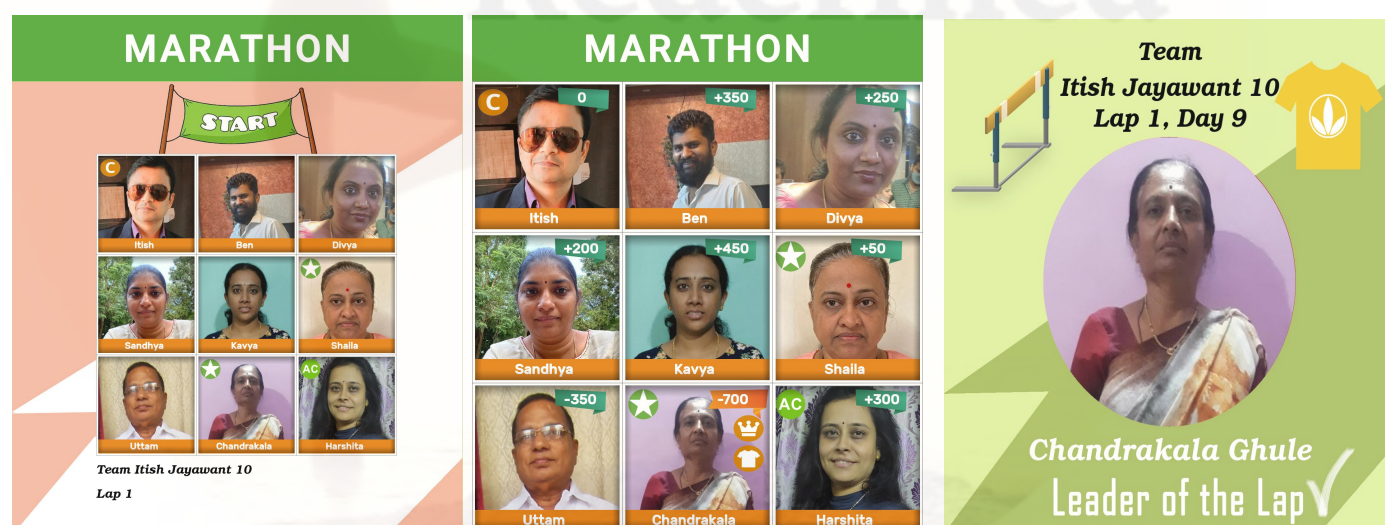 MARATHON
START
C
Itish
Ben
Divya
Sandhya
Kavya
Shaila
AC
Uttam
Chandrakala
Harshita
Team Itish Jayawant 10
Lap 1
MARATHON
C
0
+350
+250
Itish
Ben
Divya
+200
+450
+50
Sandhya
Kavya
Shaila
-350
-700
AC
+300
Uttam
Chandrakala
Harshita
Team
Itish Jayawant 10
Lap 1, Day 9
Chandrakala Ghule
Leader of the Lap